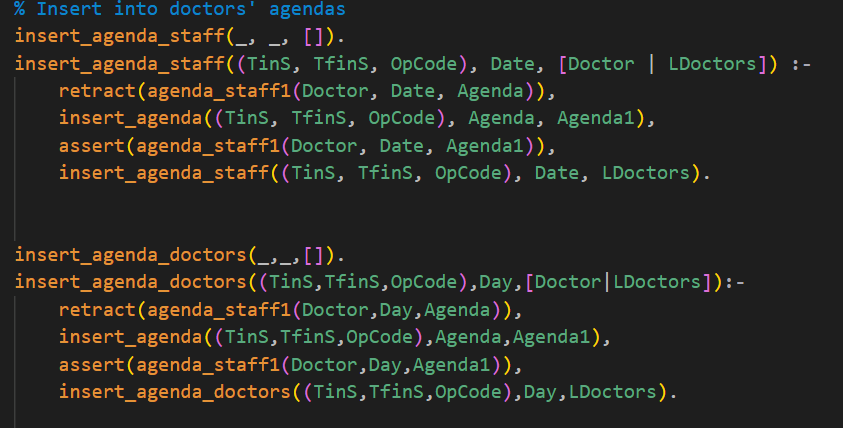 % Insert into doctors' agendas
insert_agenda_staff(_, _, []).
insert_agenda_staff((TinS, TfinS, OpCode), Date, [Doctor | LDoctors]) :-
    retract(agenda_staff1(Doctor, Date, Agenda)),
    insert_agenda((TinS, TfinS, OpCode), Agenda, Agenda1),
    assert(agenda_staff1(Doctor, Date, Agenda1)),
    insert_agenda_staff((TinS, TfinS, OpCode), Date, LDoctors).
insert_agenda_doctors(_,_,[]).
insert_agenda_doctors((TinS,TfinS,OpCode),Day,[Doctor|LDoctors]):-
    retract(agenda_staff1(Doctor,Day,Agenda)),
    insert_agenda((TinS,TfinS,OpCode),Agenda,Agenda1),
    assert(agenda_staff1(Doctor,Day,Agenda1)),
    insert_agenda_doctors((TinS,TfinS,OpCode),Day,LDoctors).